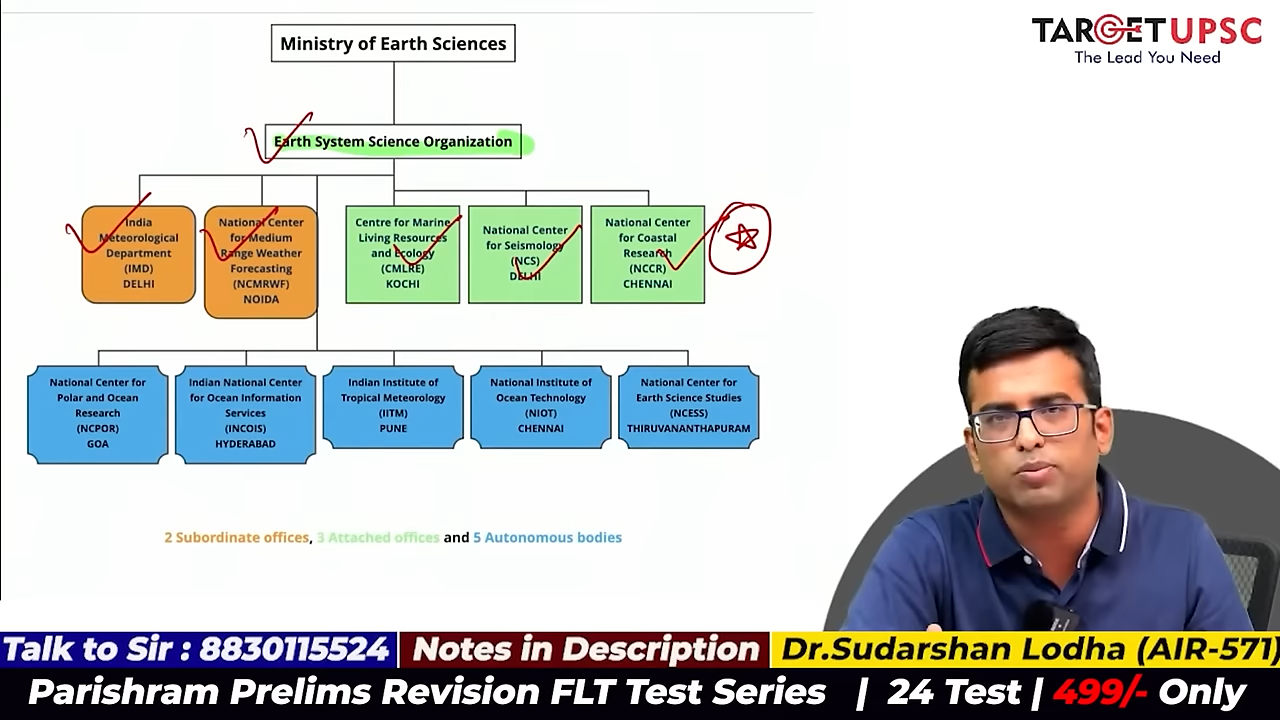 TARGET UPSC
The Lead You Need
Ministry of Earth Sciences
Earth System Science Organization
India
Meteorological
Department
(IMD)
DELHI
National Center
for Medium
Range Weather
Forecasting
(NCMRWF)
NOIDA
Centre for Marine
Living Resources
and Ecology
(CMLRE)
KOCHI
National Center
for Seismology
(NCS)
DELHI
National Center
for Coastal
Research
(NCCR)
CHENNAI
National Center for
Polar and Ocean
Research
(NCPOR)
GOA
Indian National Center
for Ocean Information
Services
(INCOIS)
HYDERABAD
Indian Institute of
Tropical Meteorology
(IITM)
PUNE
National Institute of
Ocean Technology
(NIOT)
CHENNAI
National Center for
Earth Science Studies
(NCESS)
THIRUVANANTHAPURAM
2 Subordinate offices, 3 Attached offices and 5 Autonomous bodies
Talk to Sir : 8830115524
Notes in Description
Dr.Sudarshan Lodha (AIR-571)
Parishram Prelims Revision FLT Test Series | 24 Test | 499/- Only